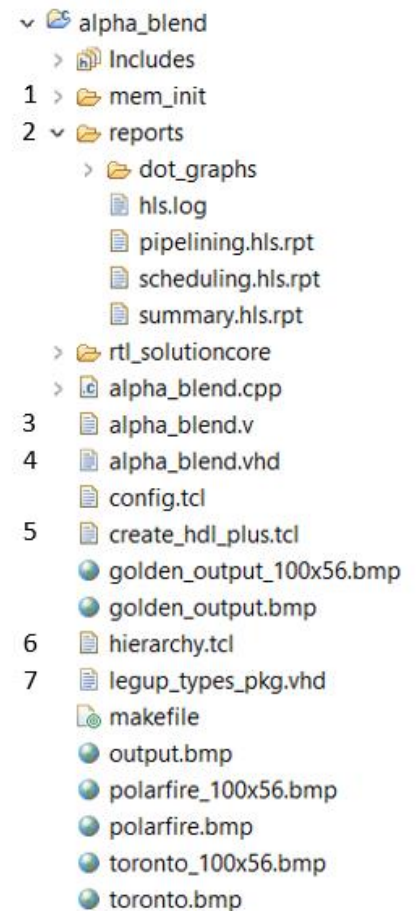 alpha_blend
Includes
1 mem_init
2 reports
dot_graphs
hls.log
pipelining.hls.rpt
scheduling.hls.rpt
summary.hls.rpt
rtl_solutioncore
alpha_blend.cpp
3 alpha_blend.v
4 alpha_blend.vhd
config.tcl
5 create_hdl_plus.tcl
golden_output_100x56.bmp
golden_output.bmp
6 hierarchy.tcl
7 legup_types_pkg.vhd
makefile
output.bmp
polarfire_100x56.bmp
polarfire.bmp
toronto_100x56.bmp
toronto.bmp